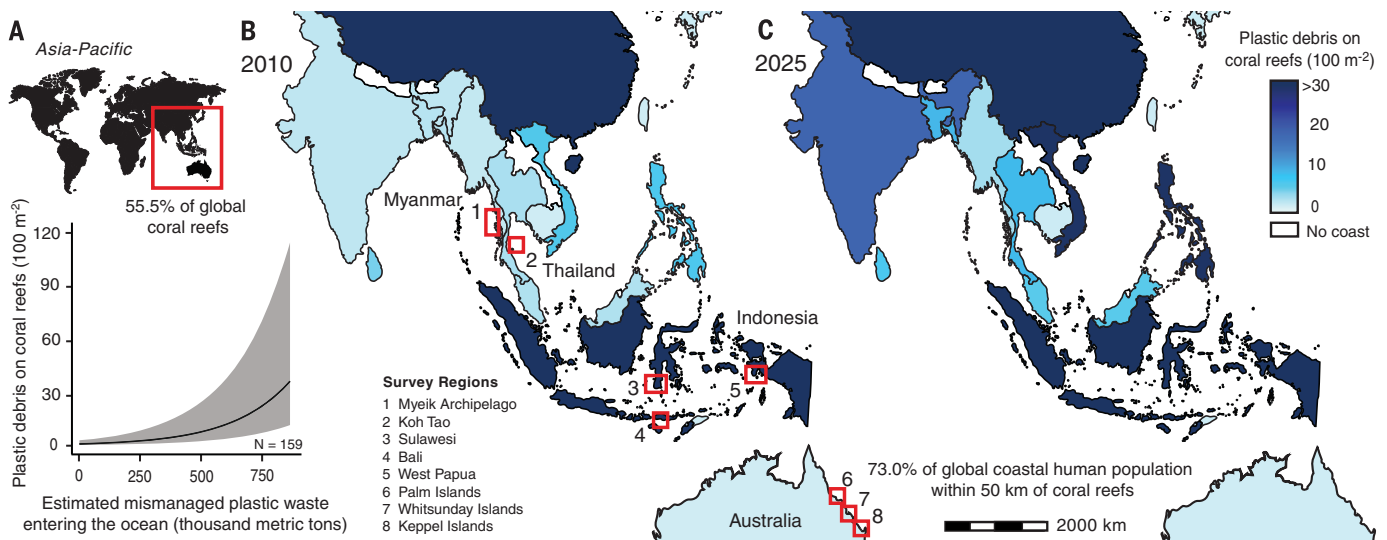 A
Asia-Pacific
55.5% of global
coral reefs
Plastic debris on coral reefs (100 m⁻²)
120
90
60
30
0
N = 159
0
250
500
750
Estimated mismanaged plastic waste
entering the ocean (thousand metric tons)
B
2010
Myanmar
1
2
Thailand
Indonesia
3
4
5
Survey Regions
1 Myeik Archipelago
2 Koh Tao
3 Sulawesi
4 Bali
5 West Papua
6 Palm Islands
7 Whitsunday Islands
8 Keppel Islands
Australia
6
7
8
C
2025
Plastic debris on
coral reefs (100 m⁻²)
>30
20
10
0
No coast
73.0% of global coastal human population
within 50 km of coral reefs
2000 km